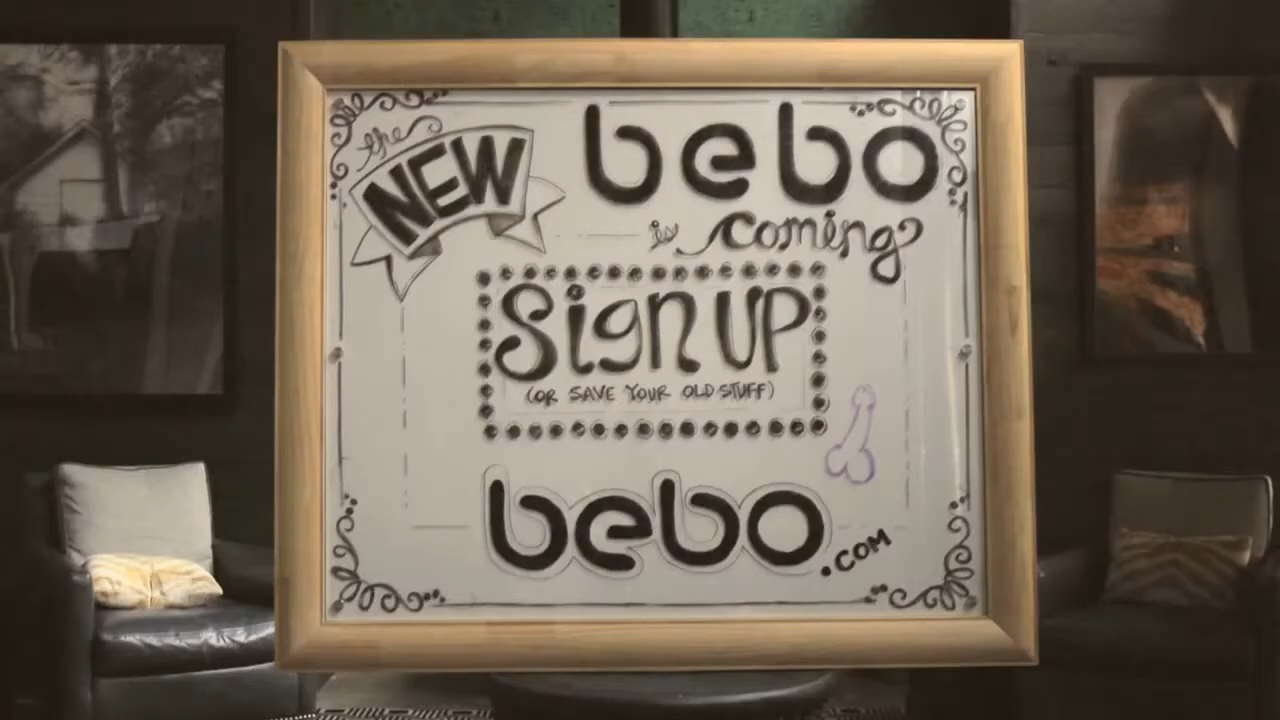 the
NEW bebo
is coming
Sign UP
(OR SAVE YOUR OLD STUFF)
bebo.COM